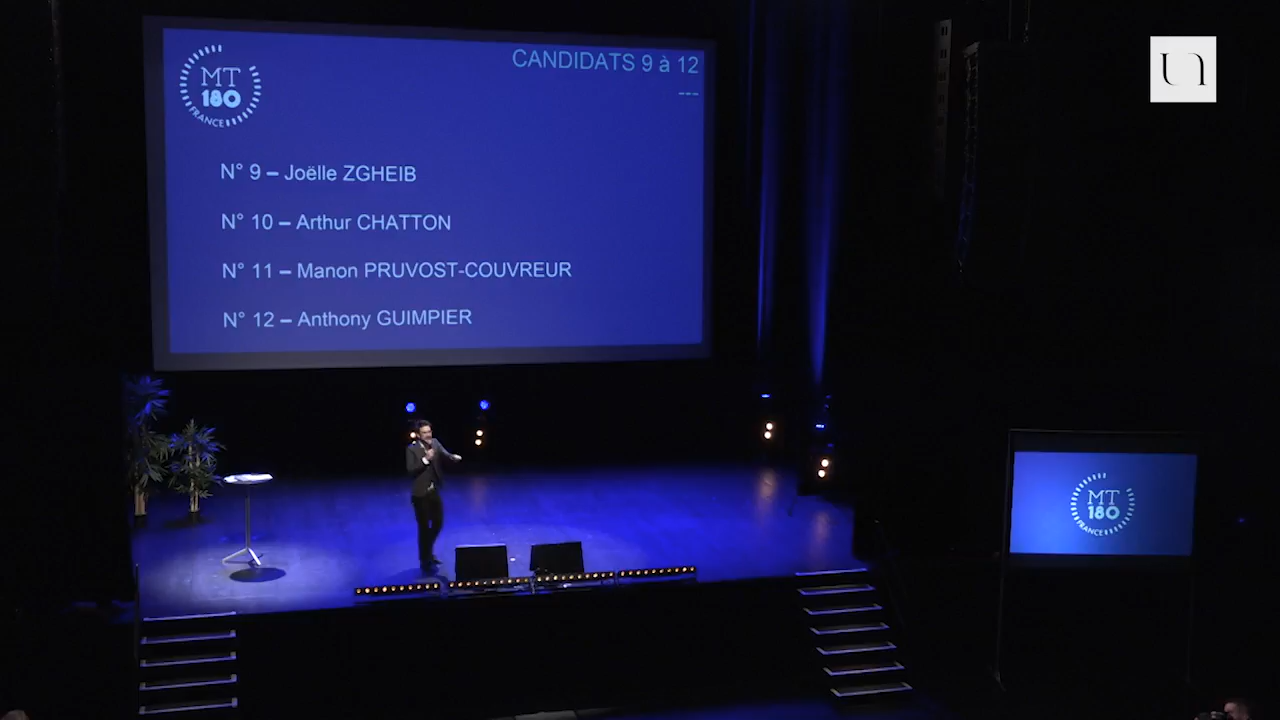 MT
180
FRANCE
CANDIDATS 9 à 12
N° 9 – Joëlle ZGHEIB
N° 10 – Arthur CHATTON
N° 11 – Manon PRUVOST-COUVREUR
N° 12 – Anthony GUIMPIER
UN
MT
180
FRANCE